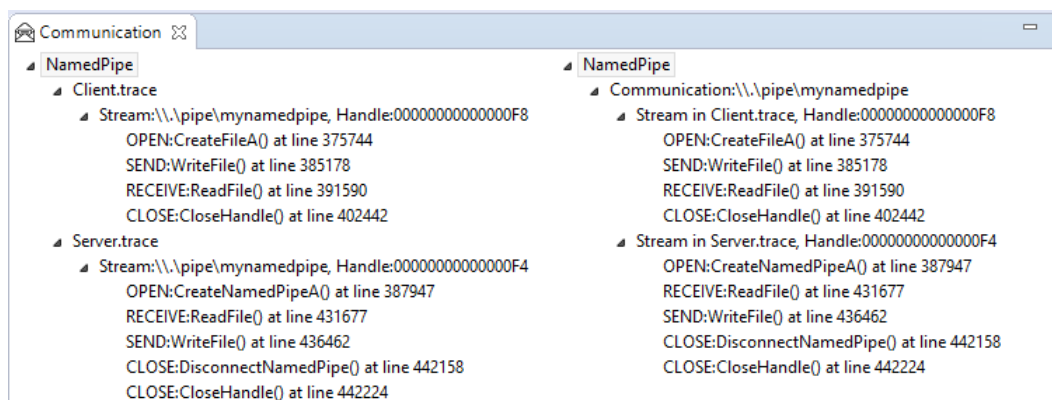 Communication
NamedPipe
Client.trace
Stream:\\.\pipe\mynamedpipe, Handle:00000000000000F8
OPEN:CreateFileA() at line 375744
SEND:WriteFile() at line 385178
RECEIVE:ReadFile() at line 391590
CLOSE:CloseHandle() at line 402442
Server.trace
Stream:\\.\pipe\mynamedpipe, Handle:00000000000000F4
OPEN:CreateNamedPipeA() at line 387947
RECEIVE:ReadFile() at line 431677
SEND:WriteFile() at line 436462
CLOSE:DisconnectNamedPipe() at line 442158
CLOSE:CloseHandle() at line 442224
NamedPipe
Communication:\\.\pipe\mynamedpipe
Stream in Client.trace, Handle:00000000000000F8
OPEN:CreateFileA() at line 375744
SEND:WriteFile() at line 385178
RECEIVE:ReadFile() at line 391590
CLOSE:CloseHandle() at line 402442
Stream in Server.trace, Handle:00000000000000F4
OPEN:CreateNamedPipeA() at line 387947
RECEIVE:ReadFile() at line 431677
SEND:WriteFile() at line 436462
CLOSE:DisconnectNamedPipe() at line 442158
CLOSE:CloseHandle() at line 442224